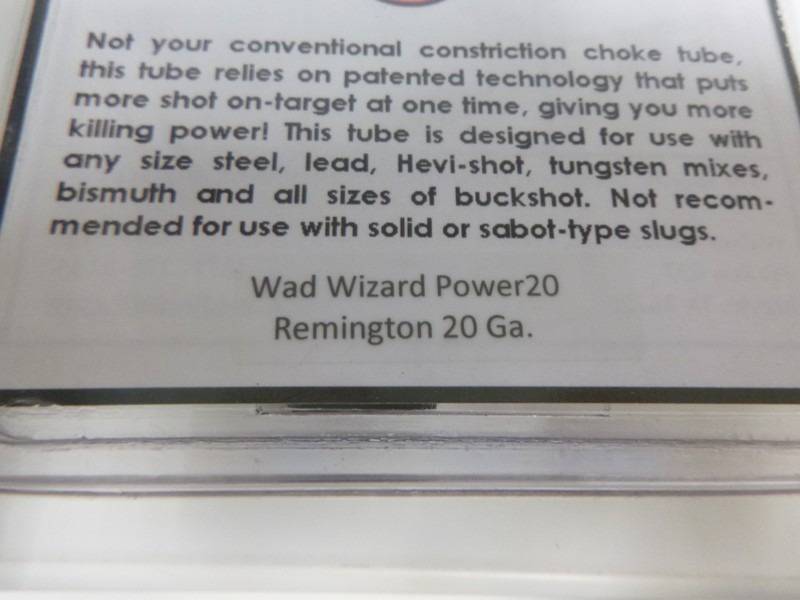 Not your conventional constriction choke tube,
this tube relies on patented technology that puts
more shot on-target at one time, giving you more
killing power! This tube is designed for use with
any size steel, lead, Hevi-shot, tungsten mixes,
bismuth and all sizes of buckshot. Not recom-
mended for use with solid or sabot-type slugs.
Wad Wizard Power20
Remington 20 Ga.